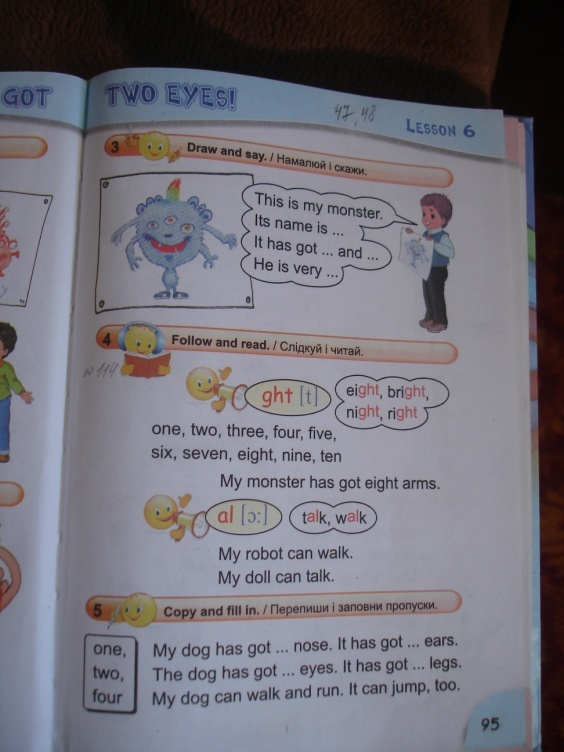 GOT
TWO EYES!
47, 48
LESSON 6
3 Draw and say. / Намалюй і скажи.
This is my monster.
Its name is ...
It has got ... and ...
He is very ...
4 Follow and read. / Слідкуй і читай.
№ 114
ght [t]
eight, bright,
night, right
one, two, three, four, five,
six, seven, eight, nine, ten
My monster has got eight arms.
al [ɔ:]
talk, walk
My robot can walk.
My doll can talk.
5 Copy and fill in. / Перепиши і заповни пропуски.
one,
two,
four
My dog has got ... nose. It has got ... ears.
The dog has got ... eyes. It has got ... legs.
My dog can walk and run. It can jump, too.
95